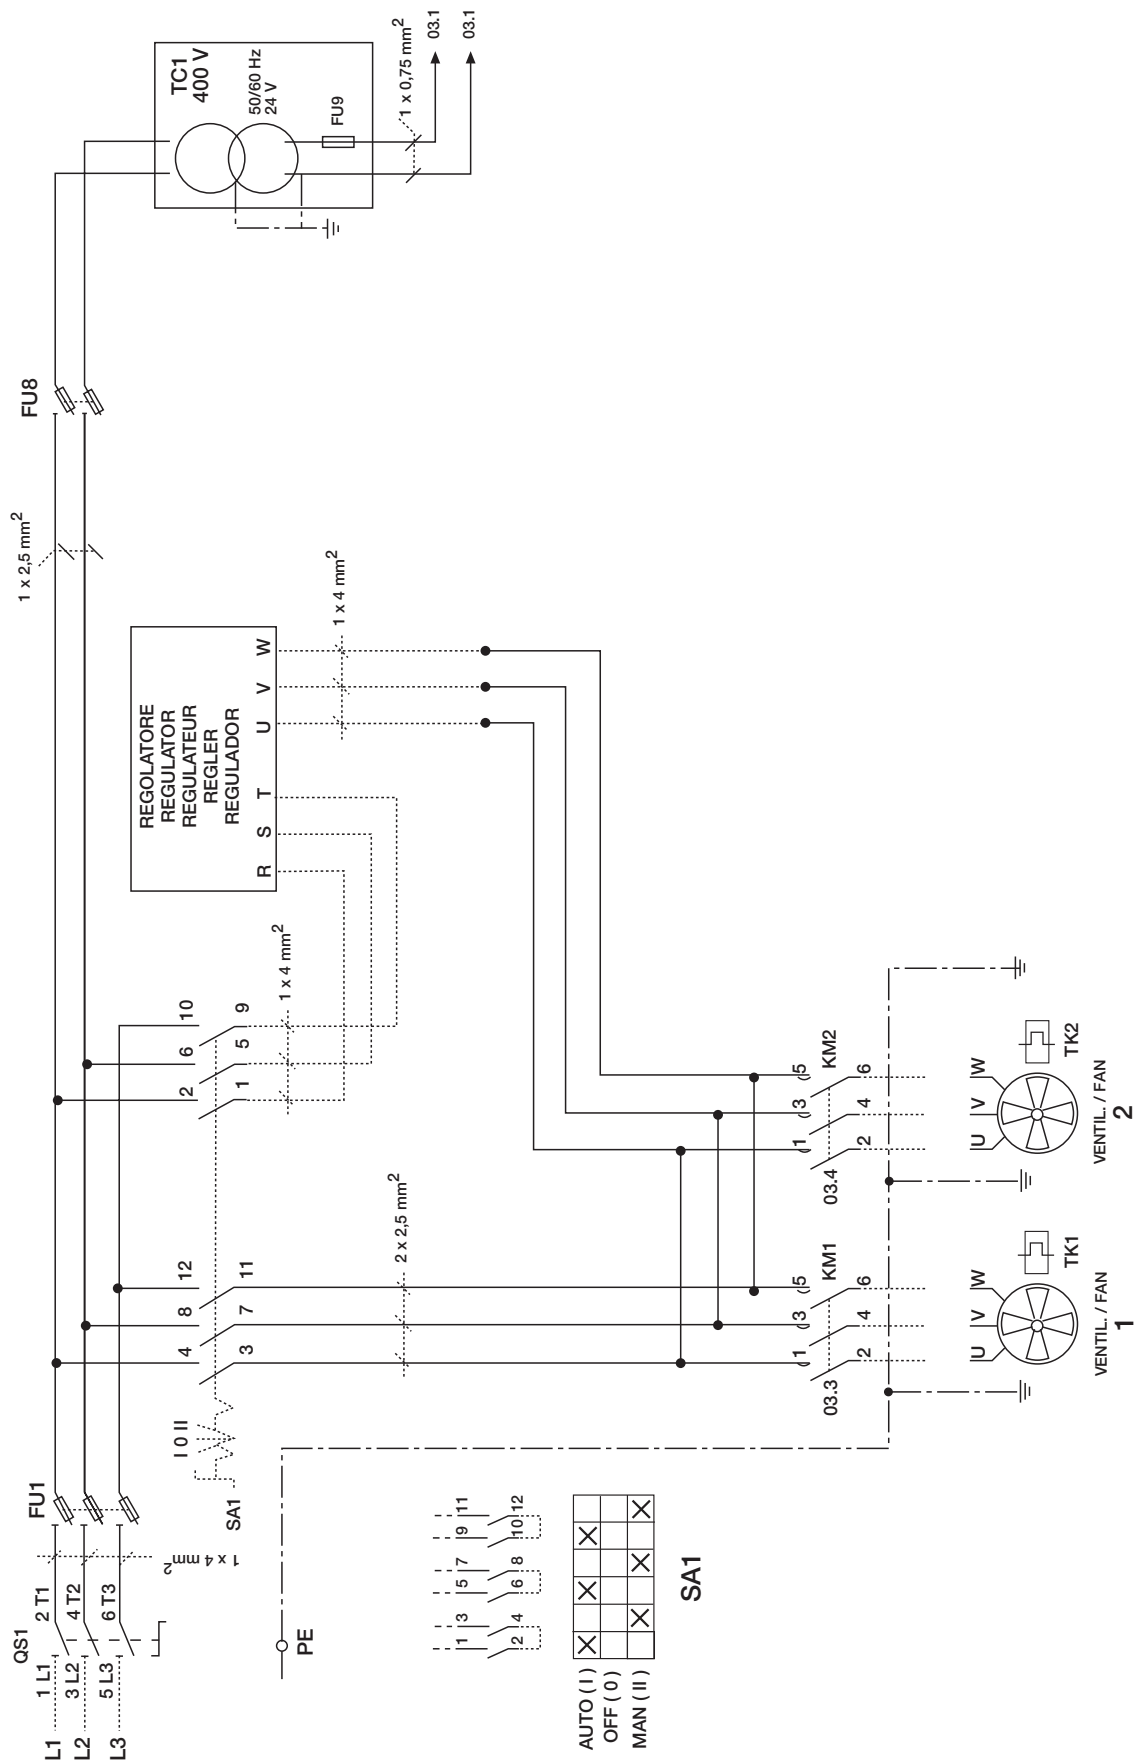 L1
L2
L3
1 L1
3 L2
5 L3
QS1
2 T1
4 T2
6 T3
1 x 4 mm²
FU1
SA1
I 0 II
4
8
12
3
7
11
2
6
10
1
5
9
2 x 2,5 mm²
1 x 4 mm²
REGOLATORE
REGULATOR
REGULATEUR
REGLER
REGULADOR
R S T U V W
1 x 4 mm²
1 x 2,5 mm²
FU8
TC1
400 V
50/60 Hz
24 V
FU9
1 x 0,75 mm²
03.1
03.1
PE
1 3 5 7 9 11
2 4 6 8 10 12
AUTO ( I )
OFF ( 0 )
MAN ( II )
SA1
03.3
1 3 5
KM1
2 4 6
U V W
TK1
VENTIL. / FAN
1
03.4
1 3 5
KM2
2 4 6
U V W
TK2
VENTIL. / FAN
2